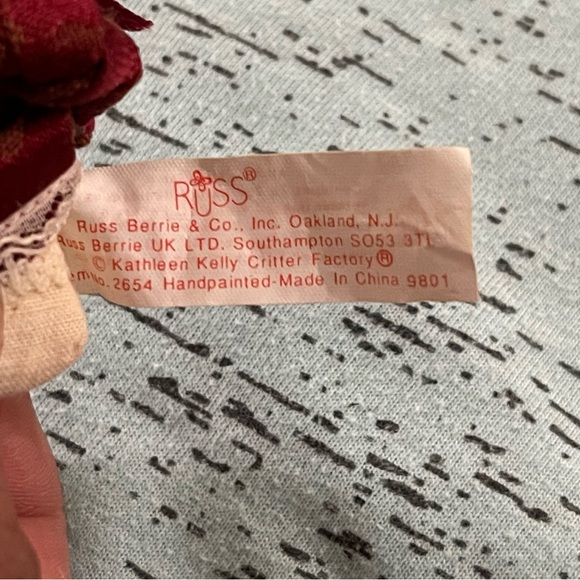 RUSS®
Russ Berrie & Co., Inc. Oakland, N.J.
Russ Berrie UK LTD. Southampton SO53 3TL
© Kathleen Kelly Critter Factory®
2654 Handpainted-Made In China 9801